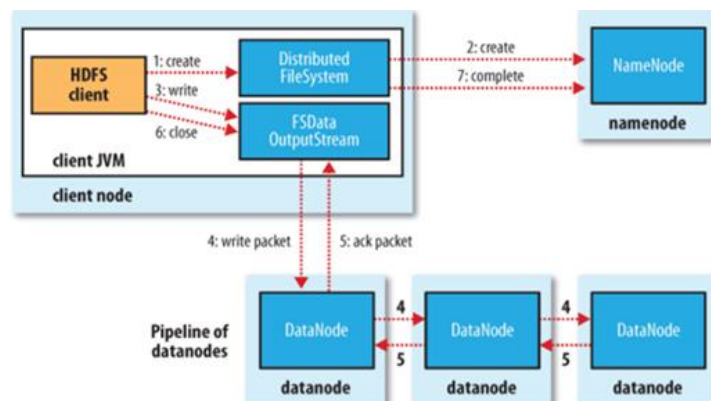 1: create
HDFS
client
3: write
6: close
Distributed
FileSystem
FSData
OutputStream
client JVM
client node
2: create
7: complete
NameNode
namenode
4: write packet
5: ack packet
Pipeline of
datanodes
DataNode
4
5
DataNode
4
5
DataNode
datanode
datanode
datanode